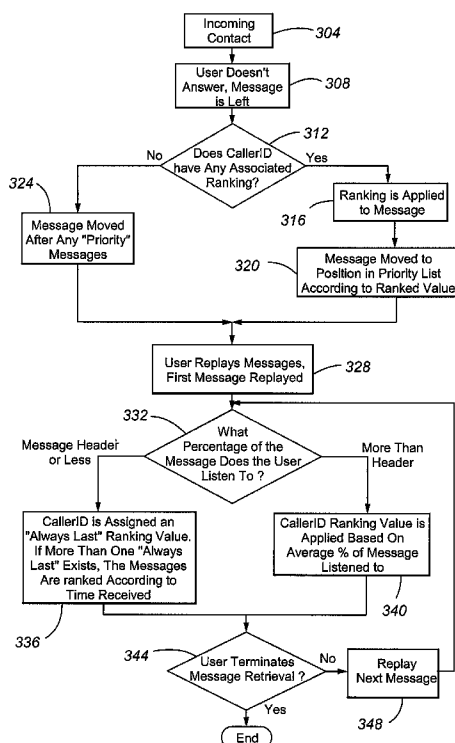 Incoming
Contact
304
User Doesn't
Answer, Message
is Left
308
312
Does CallerID
have Any Associated
Ranking?
No
Yes
324
Message Moved
After Any "Priority"
Messages
Ranking is Applied
to Message
316
320
Message Moved to
Position in Priority List
According to Ranked Value
User Replays Messages,
First Message Replayed
328
332
What
Percentage of the
Message Does the User
Listen To ?
Message Header
or Less
More Than
Header
CallerID is Assigned an
"Always Last" Ranking Value.
If More Than One "Always
Last" Exists, The Messages
Are ranked According to
Time Received
336
CallerID Ranking Value is
Applied Based On
Average % of Message
Listened to
340
344
User Terminates
Message Retrieval ?
No
Yes
Replay
Next Message
348
End